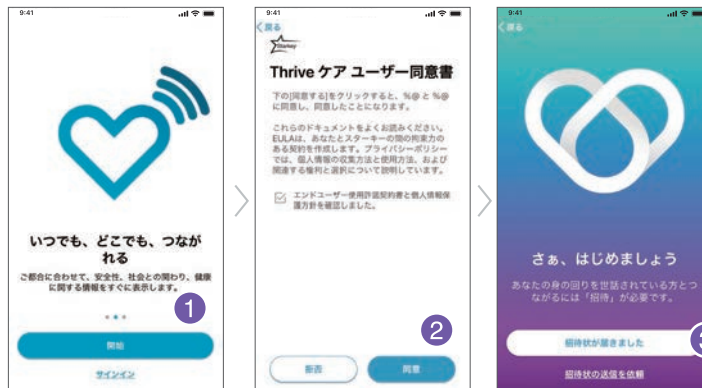 9:41
いつでも、どこでも、つなが
れる
ご都合に合わせて、安全性、社会との関わり、健康
に関する情報をすぐに表示します。
1
開始
サインイン
9:41
戻る
Starkey
Thrive ケア ユーザー同意書
下の[同意する]をクリックすると、%@ と %@
に同意し、同意したことになります。
これらのドキュメントをよくお読みください。
EULAは、あなたとスターキーの間の拘束力の
ある契約を作成します。プライバシーポリシー
では、個人情報の収集方法と使用方法、および
関連する権利と選択について説明しています。
エンドユーザー使用許諾契約書と個人情報保
護方針を確認しました。
2
拒否
同意
9:41
戻る
さぁ、はじめましょう
あなたの身の回りを世話されている方とつ
ながるには「招待」が必要です。
招待状が届きました
3
招待状の送信を依頼